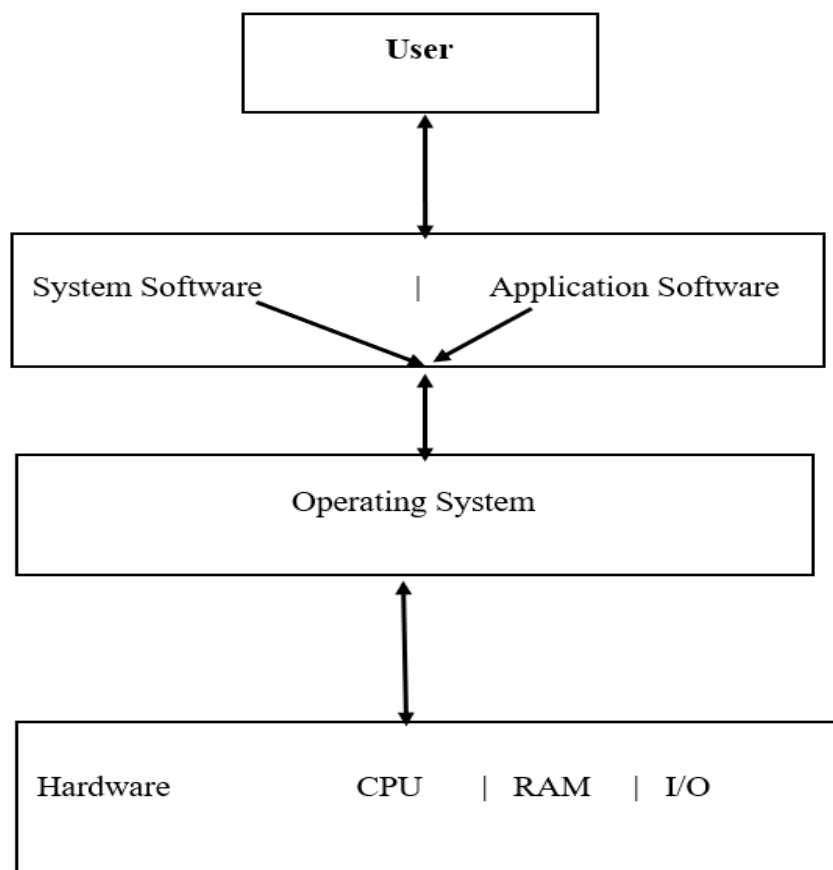 User
System Software | Application Software
Operating System
Hardware CPU | RAM | I/O